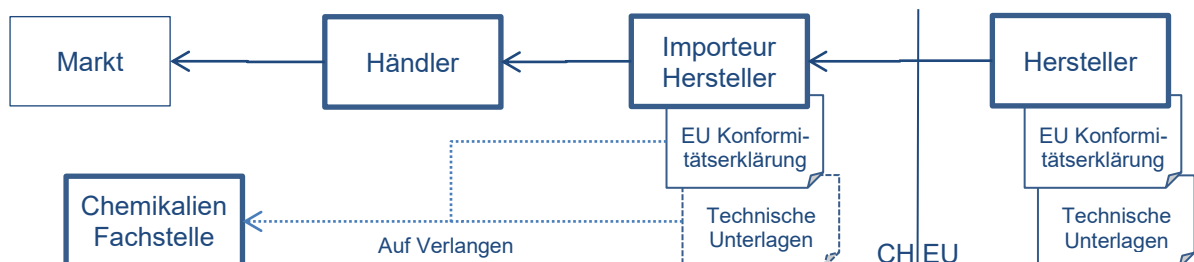 Markt
Händler
Importeur
Hersteller
Hersteller
EU Konformi-
tätserklärung
EU Konformi-
tätserklärung
Chemikalien
Fachstelle
Auf Verlangen
Technische
Unterlagen
CH EU
Technische
Unterlagen